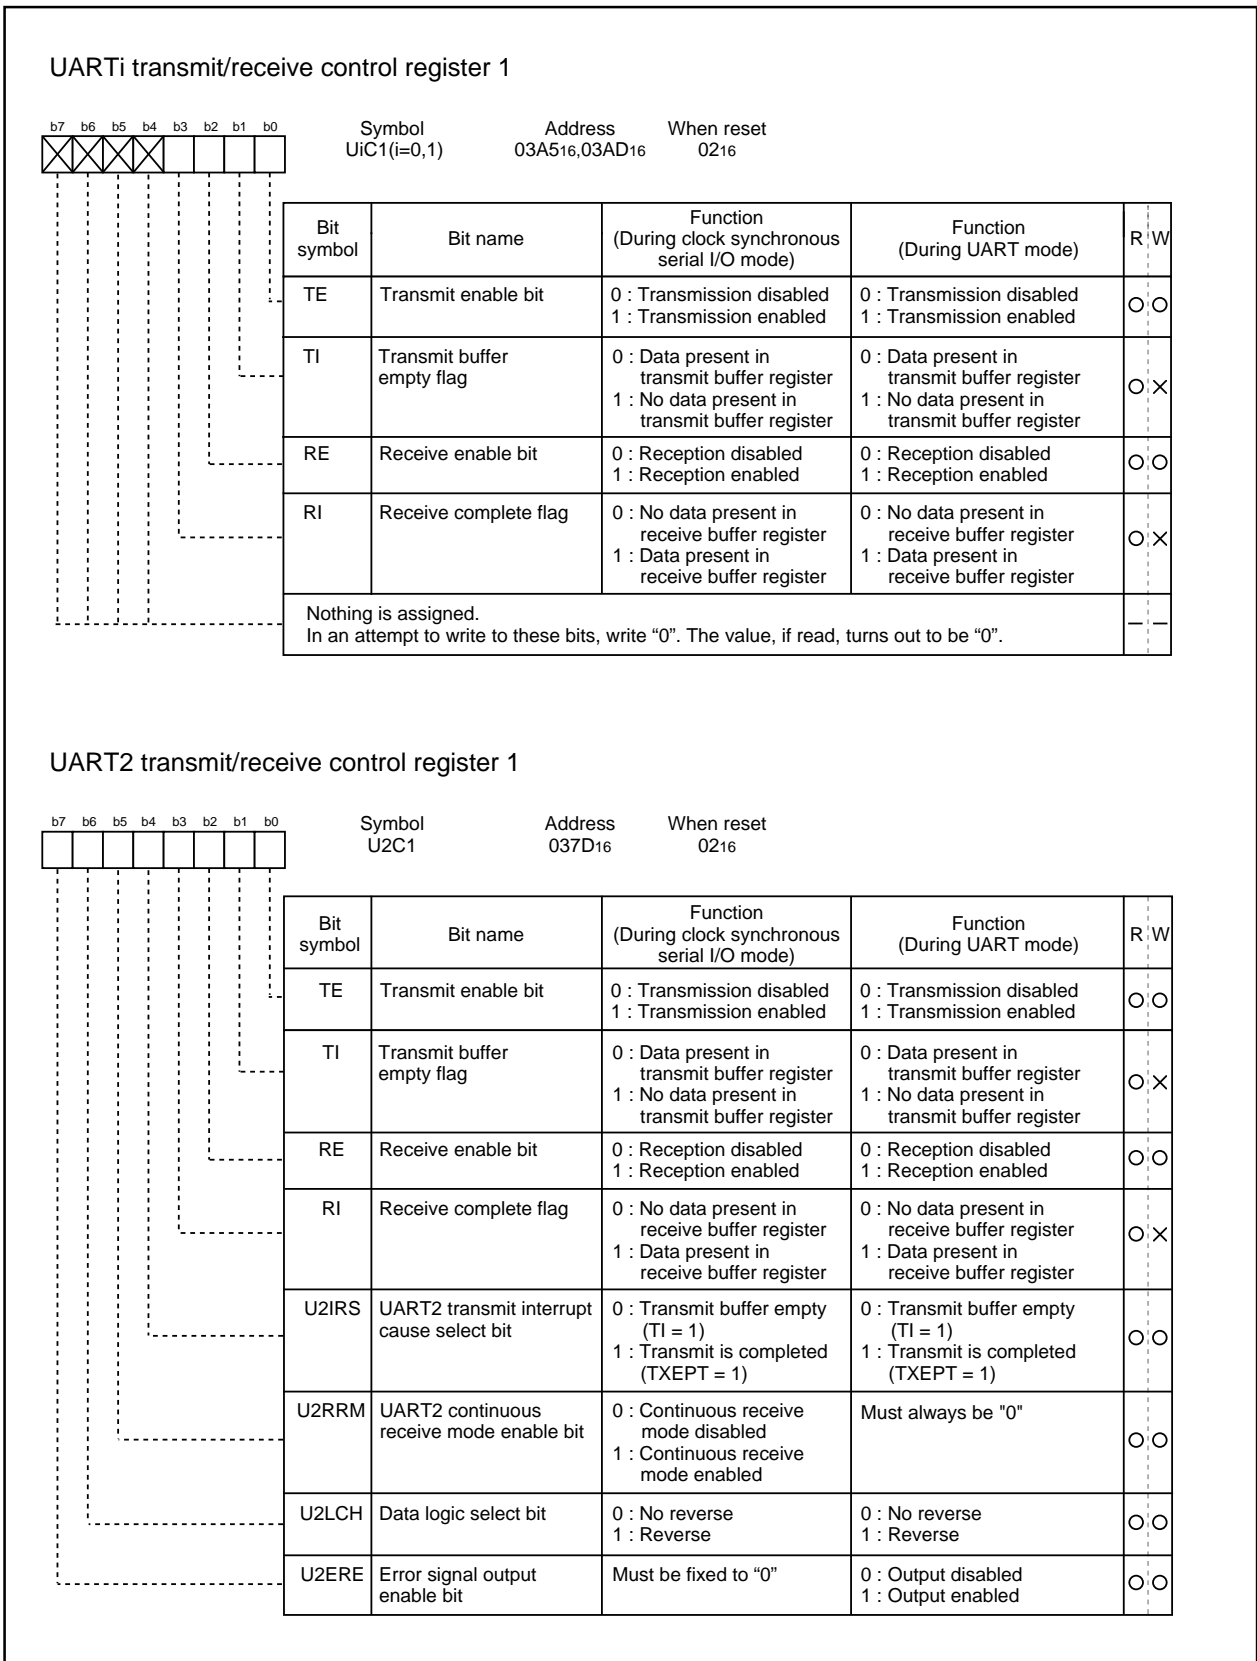 UARTi transmit/receive control register 1
b7 b6 b5 b4 b3 b2 b1 b0
Symbol Address When reset
UiC1(i=0,1) 03A516,03AD16 0216
Bit symbol Bit name Function (During clock synchronous serial I/O mode) Function (During UART mode) R W
TE Transmit enable bit 0 : Transmission disabled 0 : Transmission disabled
1 : Transmission enabled 1 : Transmission enabled
TI Transmit buffer 0 : Data present in 0 : Data present in
empty flag transmit buffer register transmit buffer register
1 : No data present in 1 : No data present in
transmit buffer register transmit buffer register
RE Receive enable bit 0 : Reception disabled 0 : Reception disabled
1 : Reception enabled 1 : Reception enabled
RI Receive complete flag 0 : No data present in 0 : No data present in
receive buffer register receive buffer register
1 : Data present in 1 : Data present in
receive buffer register receive buffer register
Nothing is assigned.
In an attempt to write to these bits, write “0”. The value, if read, turns out to be “0”.
UART2 transmit/receive control register 1
b7 b6 b5 b4 b3 b2 b1 b0
Symbol Address When reset
U2C1 037D16 0216
Bit symbol Bit name Function (During clock synchronous serial I/O mode) Function (During UART mode) R W
TE Transmit enable bit 0 : Transmission disabled 0 : Transmission disabled
1 : Transmission enabled 1 : Transmission enabled
TI Transmit buffer 0 : Data present in 0 : Data present in
empty flag transmit buffer register transmit buffer register
1 : No data present in 1 : No data present in
transmit buffer register transmit buffer register
RE Receive enable bit 0 : Reception disabled 0 : Reception disabled
1 : Reception enabled 1 : Reception enabled
RI Receive complete flag 0 : No data present in 0 : No data present in
receive buffer register receive buffer register
1 : Data present in 1 : Data present in
receive buffer register receive buffer register
U2IRS UART2 transmit interrupt 0 : Transmit buffer empty 0 : Transmit buffer empty
cause select bit (TI = 1) (TI = 1)
1 : Transmit is completed 1 : Transmit is completed
(TXEPT = 1) (TXEPT = 1)
U2RRM UART2 continuous 0 : Continuous receive Must always be "0"
receive mode enable bit mode disabled
1 : Continuous receive
mode enabled
U2LCH Data logic select bit 0 : No reverse 0 : No reverse
1 : Reverse 1 : Reverse
U2ERE Error signal output Must be fixed to “0” 0 : Output disabled
enable bit 1 : Output enabled